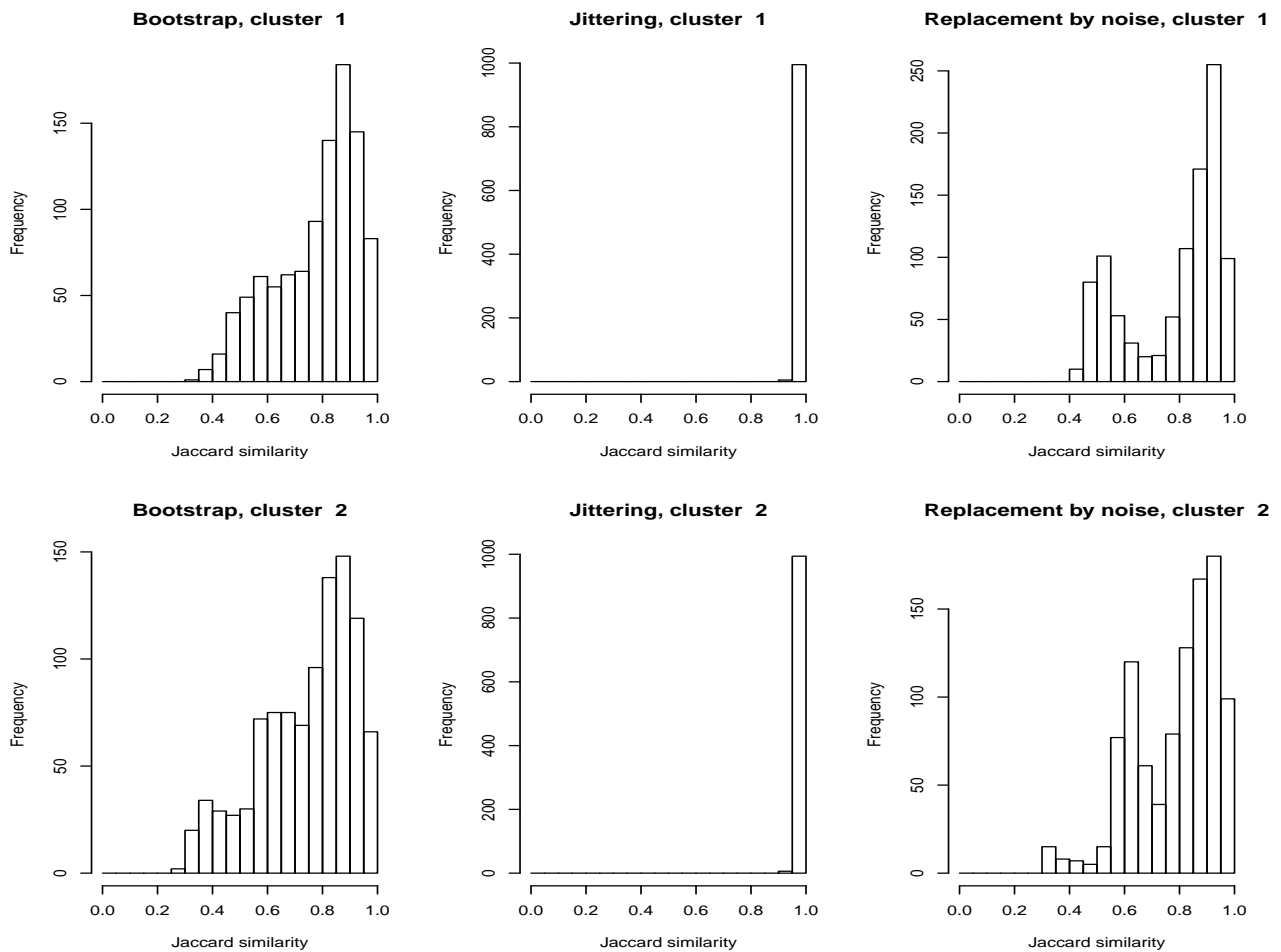 Bootstrap, cluster  1
Frequency
0
50
100
150
0.0 0.2 0.4 0.6 0.8 1.0
Jaccard similarity
Jittering, cluster  1
Frequency
0
200
400
600
800
1000
0.0 0.2 0.4 0.6 0.8 1.0
Jaccard similarity
Replacement by noise, cluster  1
Frequency
0
50
100
150
200
250
0.0 0.2 0.4 0.6 0.8 1.0
Jaccard similarity
Bootstrap, cluster  2
Frequency
0
50
100
150
0.0 0.2 0.4 0.6 0.8 1.0
Jaccard similarity
Jittering, cluster  2
Frequency
0
200
400
600
800
1000
0.0 0.2 0.4 0.6 0.8 1.0
Jaccard similarity
Replacement by noise, cluster  2
Frequency
0
50
100
150
0.0 0.2 0.4 0.6 0.8 1.0
Jaccard similarity